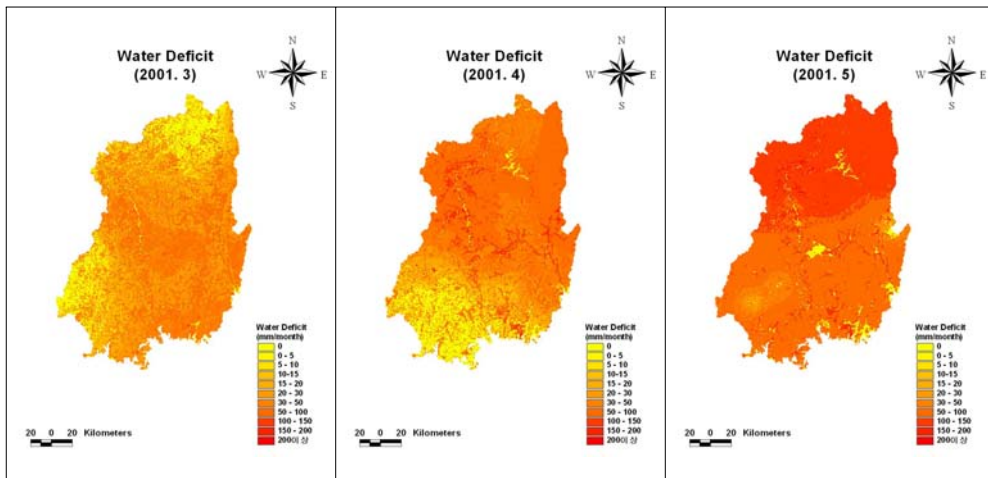 Water Deficit
(2001. 3)
N
W E
S
Water Deficit
(mm/month)
0
0 - 5
5 - 10
10-15
15 - 20
20 - 30
30 - 50
50 - 100
100 - 150
150 - 200
200이상
20 0 20 Kilometers
Water Deficit
(2001. 4)
N
W E
S
Water Deficit
(mm/month)
0
0 - 5
5 - 10
10-15
15 - 20
20 - 30
30 - 50
50 - 100
100 - 150
150 - 200
200이상
20 0 20 Kilometers
Water Deficit
(2001. 5)
N
W E
S
Water Deficit
(mm/month)
0
0 - 5
5 - 10
10-15
15 - 20
20 - 30
30 - 50
50 - 100
100 - 150
150 - 200
200이상
20 0 20 Kilometers